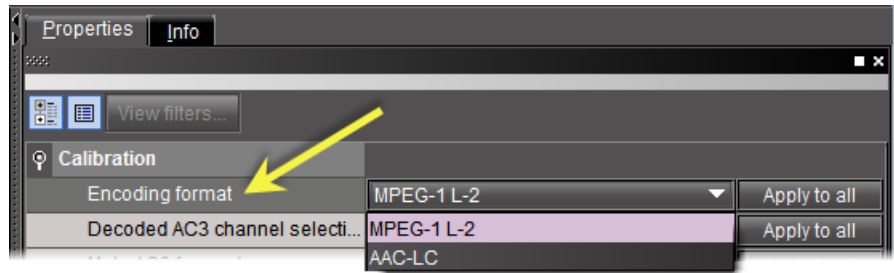 Properties Info
View filters...
Calibration
Encoding format MPEG-1 L-2 Apply to all
Decoded AC3 channel selecti... MPEG-1 L-2 Apply to all
AAC-LC